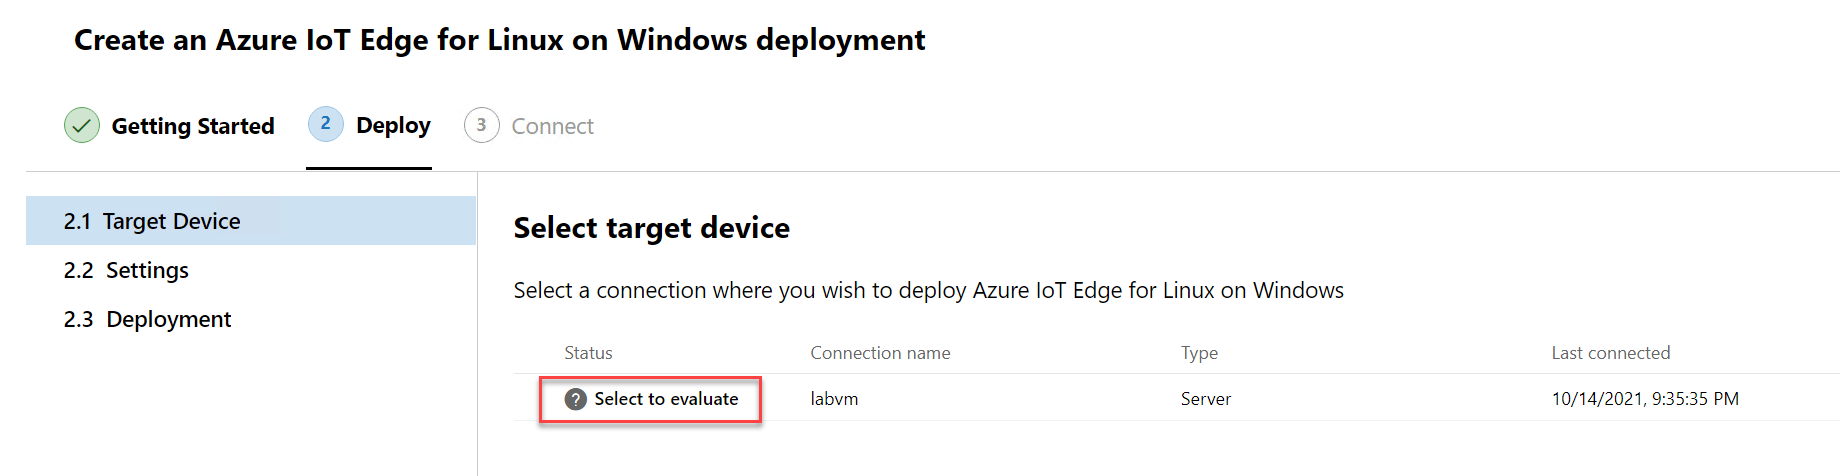 Create an Azure IoT Edge for Linux on Windows deployment
Getting Started 2 Deploy 3 Connect
2.1 Target Device
2.2 Settings
2.3 Deployment
Select target device
Select a connection where you wish to deploy Azure IoT Edge for Linux on Windows
Status Connection name Type Last connected
? Select to evaluate labvm Server 10/14/2021, 9:35:35 PM